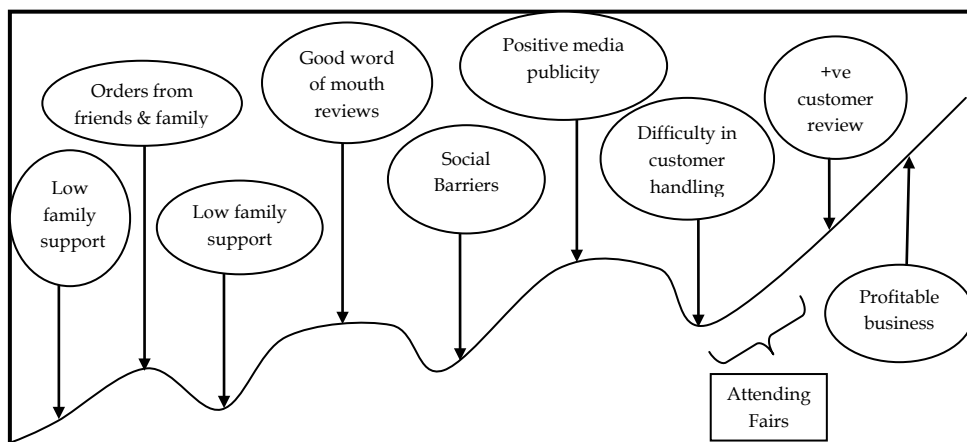 Low
family
support
Orders from
friends & family
Low family
support
Good word
of mouth
reviews
Social
Barriers
Positive media
publicity
Difficulty in
customer
handling
+ve
customer
review
Profitable
business
Attending
Fairs